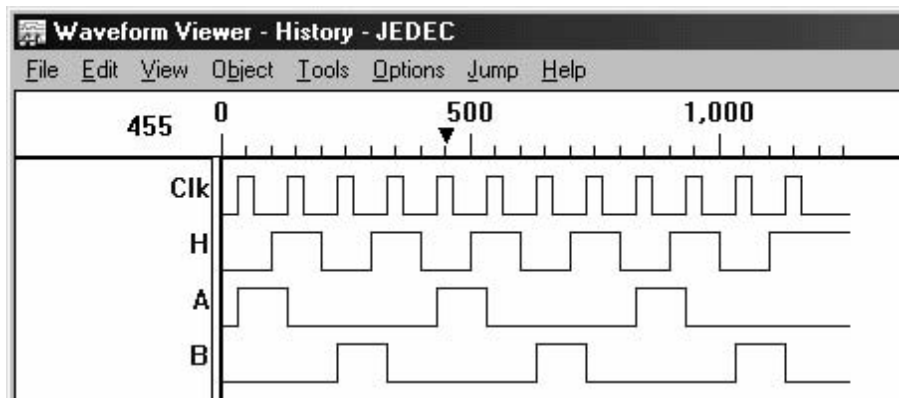 Waveform Viewer - History - JEDEC
File Edit View Object Tools Options Jump Help
455 0 500 1,000
Clk
H
A
B